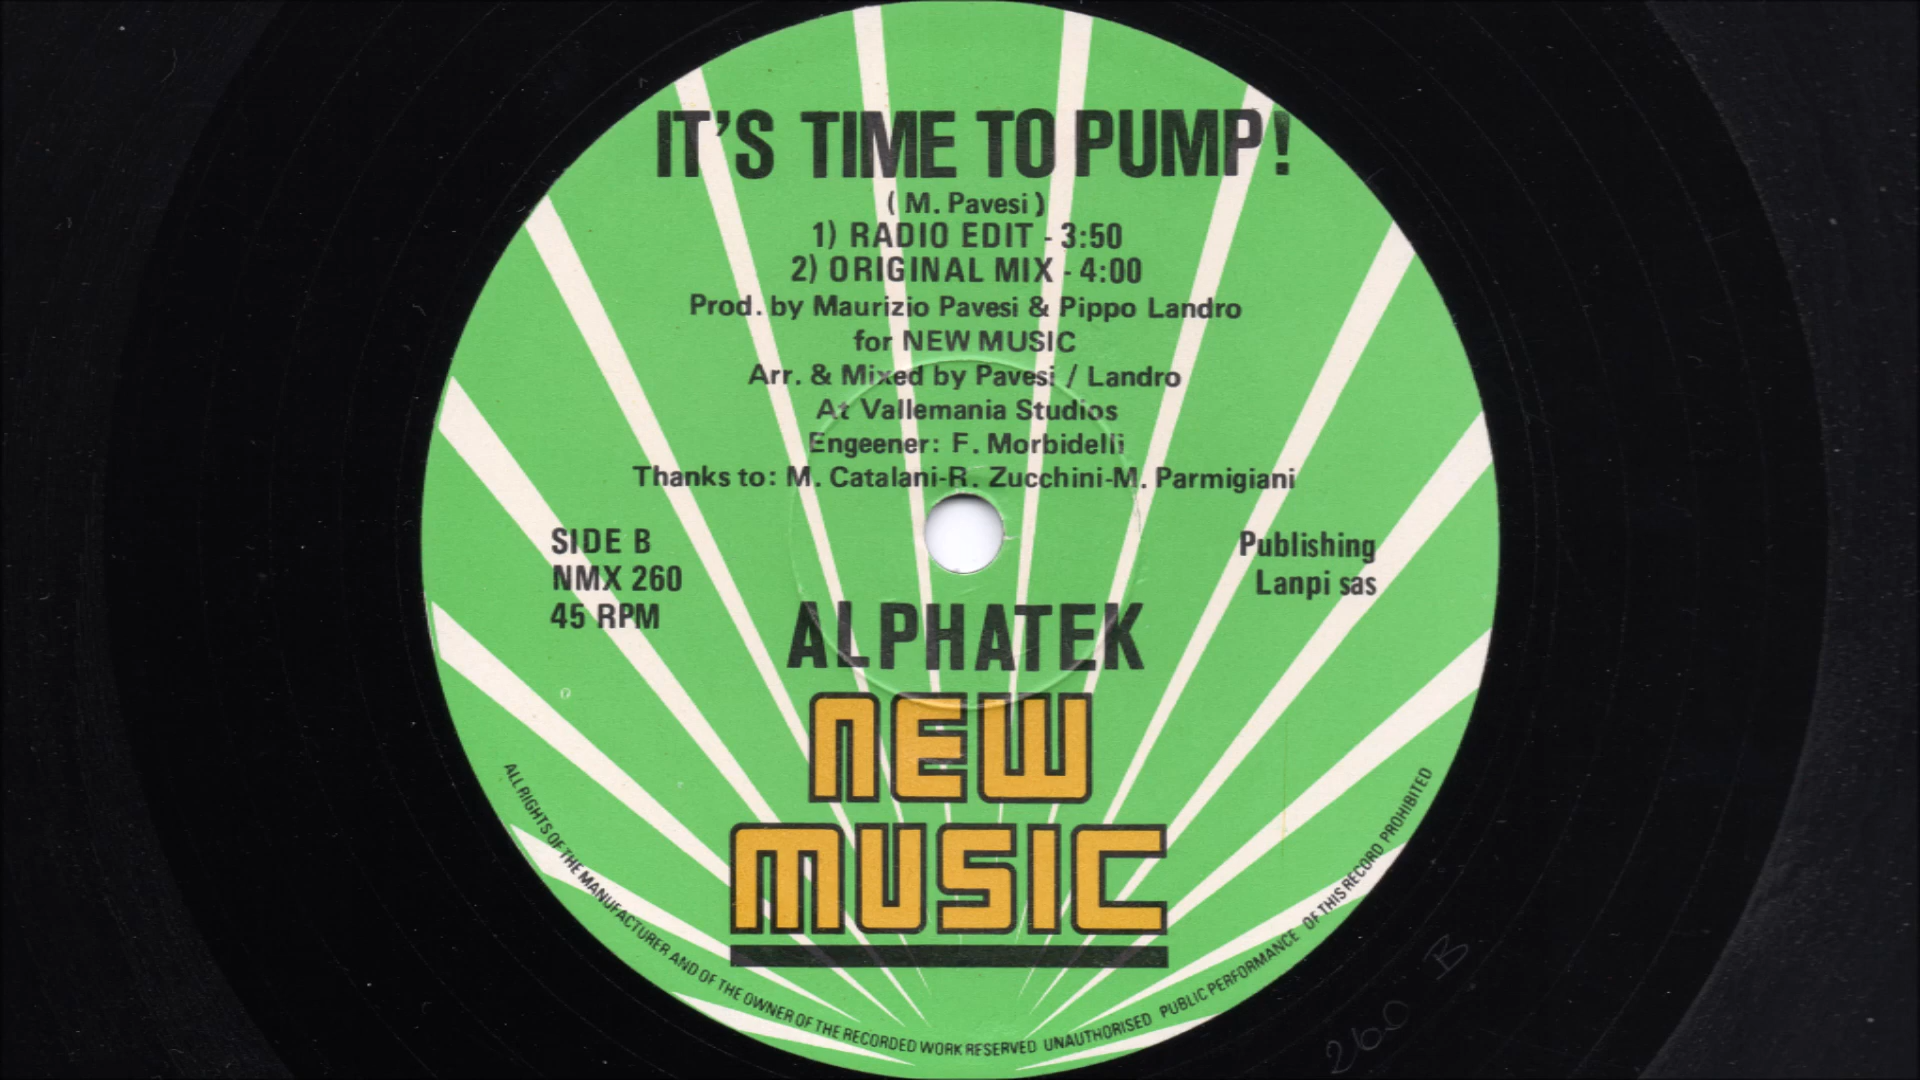 IT'S TIME TO PUMP!
( M. Pavesi )
1) RADIO EDIT - 3:50
2) ORIGINAL MIX - 4:00
Prod. by Maurizio Pavesi & Pippo Landro
for NEW MUSIC
Arr. & Mixed by Pavesi / Landro
At Vallemania Studios
Engeener: F. Morbidelli
Thanks to: M. Catalani-R. Zucchini-M. Parmigiani
SIDE B
NMX 260
45 RPM
Publishing
Lanpi sas
ALPHATEK
NEW
MUSIC
ALL RIGHTS OF THE MANUFACTURER AND OF THE OWNER OF THE RECORDED WORK RESERVED UNAUTHORISED PUBLIC PERFORMANCE OF THIS RECORD PROHIBITED
260 B